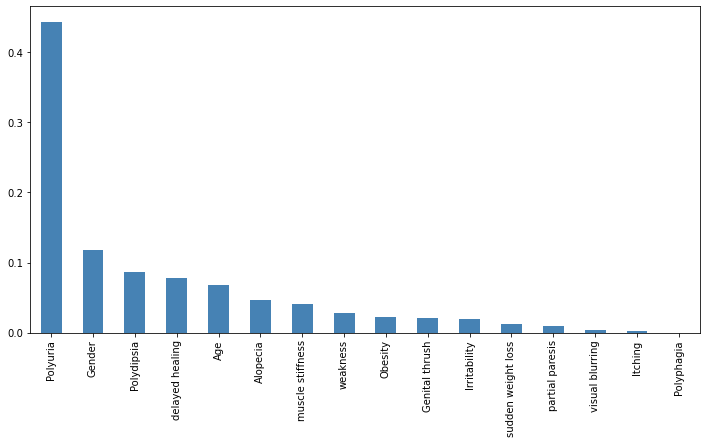 0.4
0.3
0.2
0.1
0.0
Polyuria
Gender
Polydipsia
delayed healing
Age
Alopecia
muscle stiffness
weakness
Obesity
Genital thrush
Irritability
sudden weight loss
partial paresis
visual blurring
Itching
Polyphagia